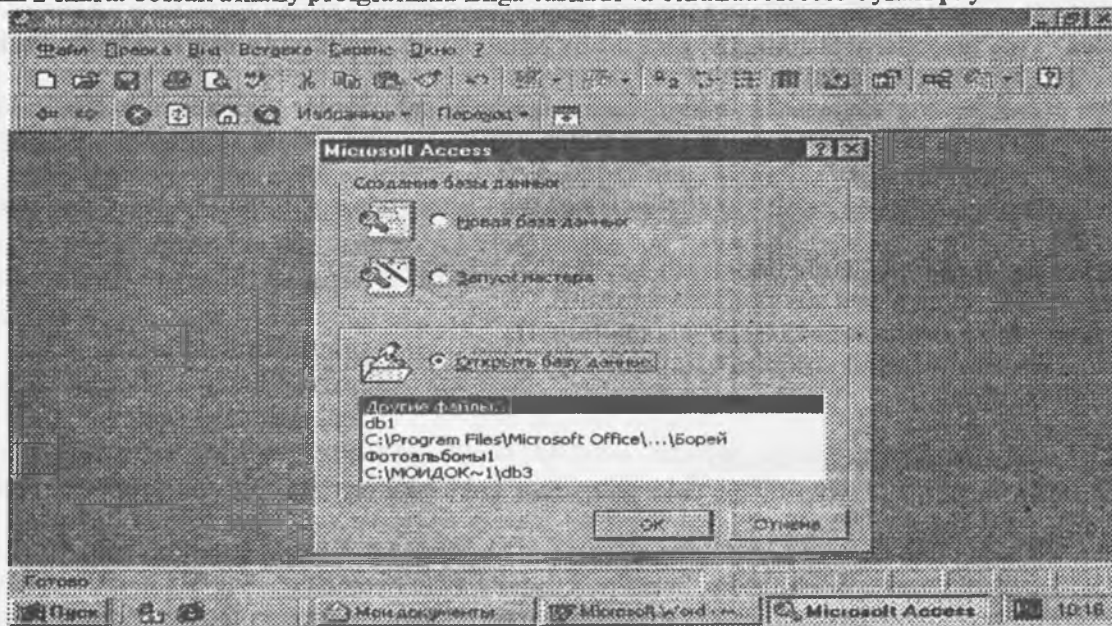 Microsoft Access
Файл Правка Вид Вставка Сервис Окно ?
Избранное Переход
Microsoft Access
Создание базы данных
Новая база данных
Запуск мастера
Открыть базу данных
Другие файлы...
db1
C:\Program Files\Microsoft Office\...\Борей
Фотоальбомы1
C:\МОИДОК~1\db3
OK Отмена
Готово
Пуск Мои документы Microsoft Word - Microsoft Access 10:16